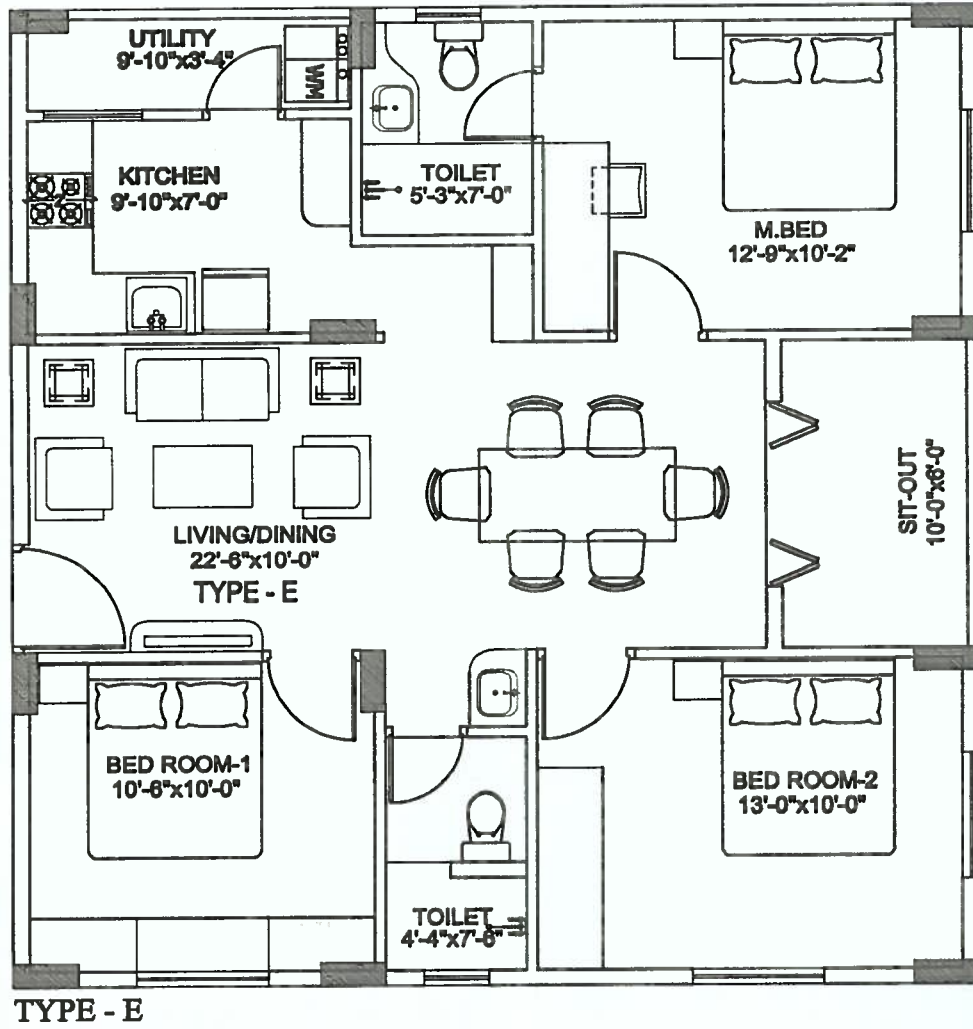 UTILITY
9'-10"x3'-4"
WM
KITCHEN
9'-10"x7'-0"
TOILET
5'-3"x7'-0"
M.BED
12'-9"x10'-2"
LIVING/DINING
22'-6"x10'-0"
TYPE - E
SIT-OUT
10'-0"x6'-0"
BED ROOM-1
10'-6"x10'-0"
BED ROOM-2
13'-0"x10'-0"
TOILET
4'-4"x7'-6"
TYPE - E